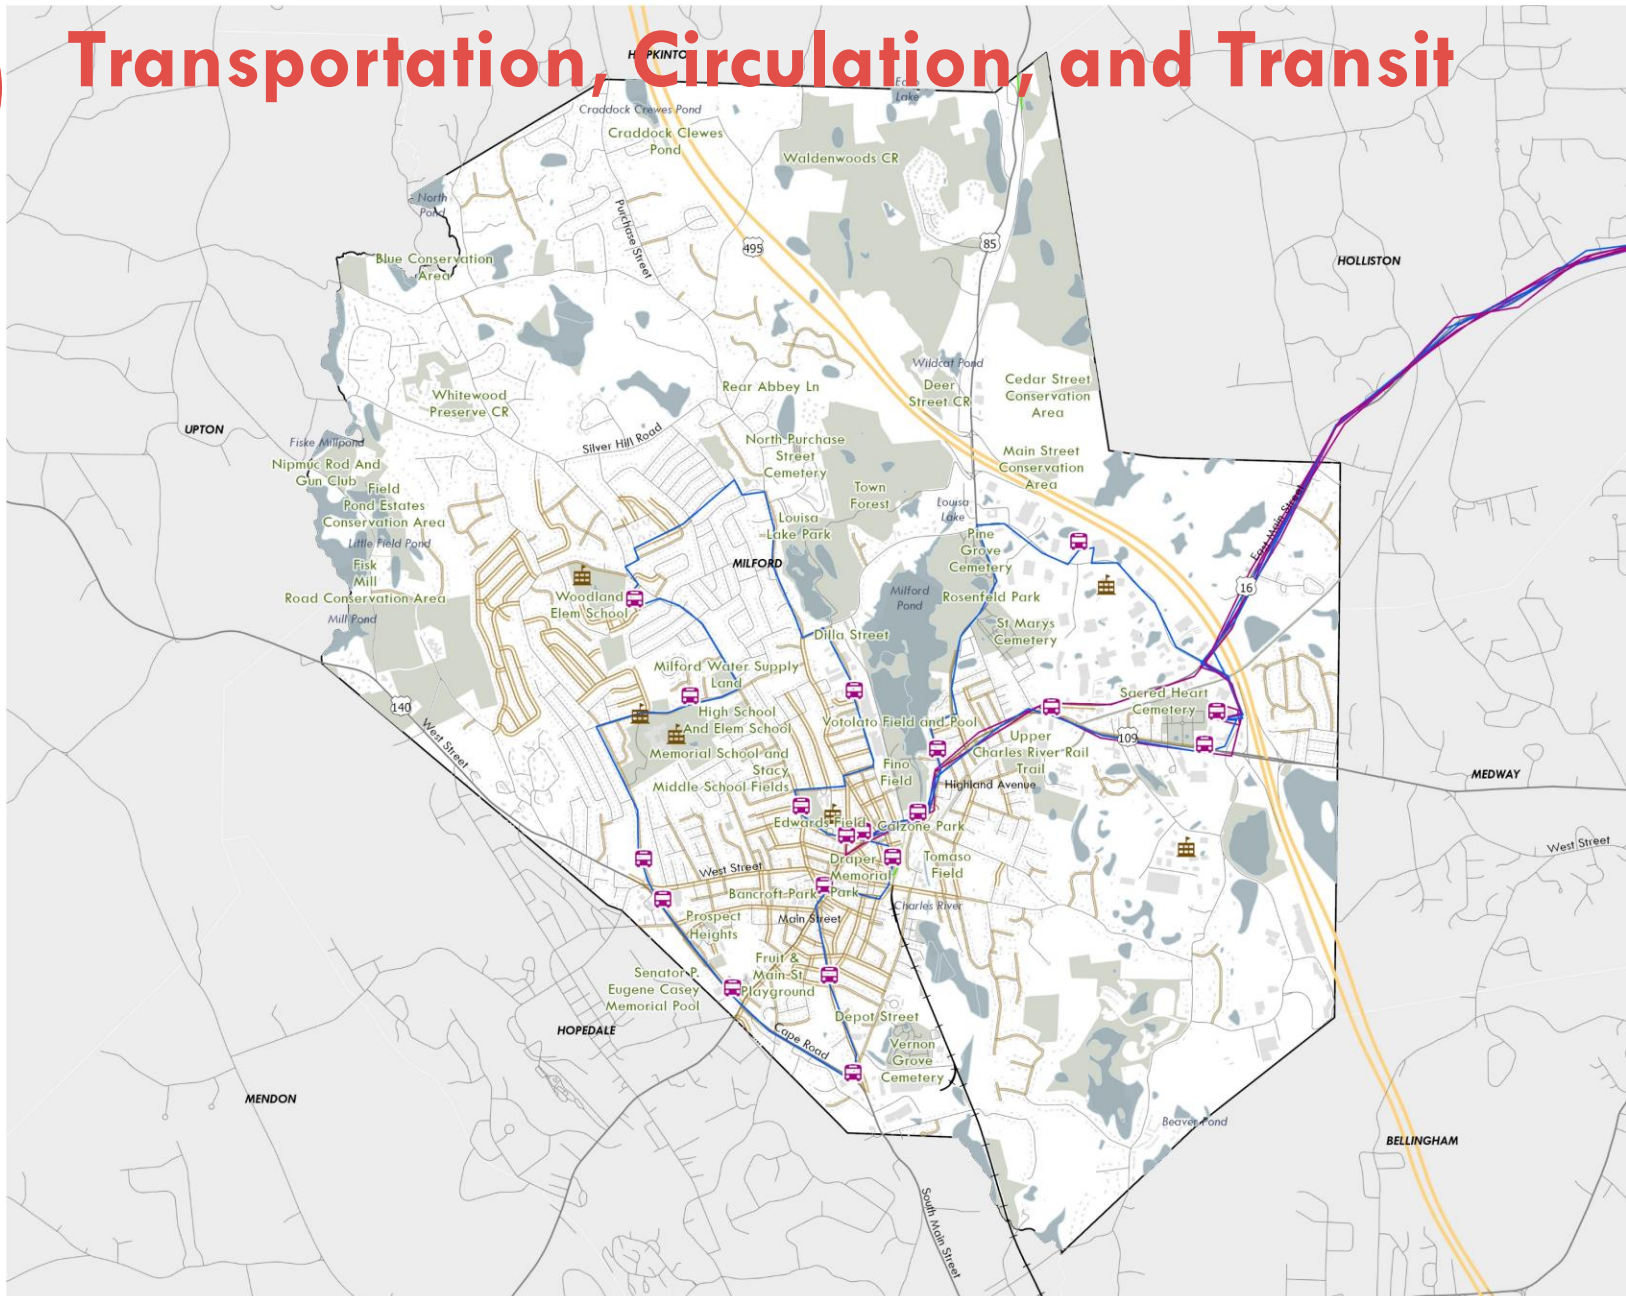 Transportation, Circulation, and Transit
HOPKINTON
Craddock Crewes Pond
Craddock Clewes
Pond
Echo
Lake
Waldenwoods CR
North
Pond
Purchase Street
495
85
Blue Conservation
Area
HOLLISTON
Wildcat Pond
Deer
Street CR
Cedar Street
Conservation
Area
Rear Abbey Ln
Whitewood
Preserve CR
UPTON
Silver Hill Road
Fiske Millpond
North Purchase
Street
Cemetery
Main Street
Conservation
Area
Nipmuc Rod And
Gun Club
Field
Pond Estates
Conservation Area
Town
Forest
Louisa
Lake
Louisa
Lake Park
Little Field Pond
Pine
Grove
Cemetery
East Main Street
MILFORD
Fisk
Mill
Road Conservation Area
Woodland
Elem School
Milford
Pond
Rosenfeld Park
16
Mill Pond
St Marys
Cemetery
Dilla Street
Milford Water Supply
Land
Sacred Heart
Cemetery
140
West Street
High School
And Elem School
Votolato Field and Pool
109
Upper
Charles River Rail
Trail
Memorial School and
Stacy
Middle School Fields
Fino
Field
MEDWAY
Highland Avenue
Edwards Field
Calzone Park
West Street
West Street
Draper
Memorial
Park
Tomaso
Field
Bancroft Park
Charles River
Main Street
Prospect
Heights
Fruit &
Main St
Playground
Senator P.
Eugene Casey
Memorial Pool
Depot Street
HOPEDALE
Cape Road
Vernon
Grove
Cemetery
MENDON
Beaver Pond
BELLINGHAM
South Main Street